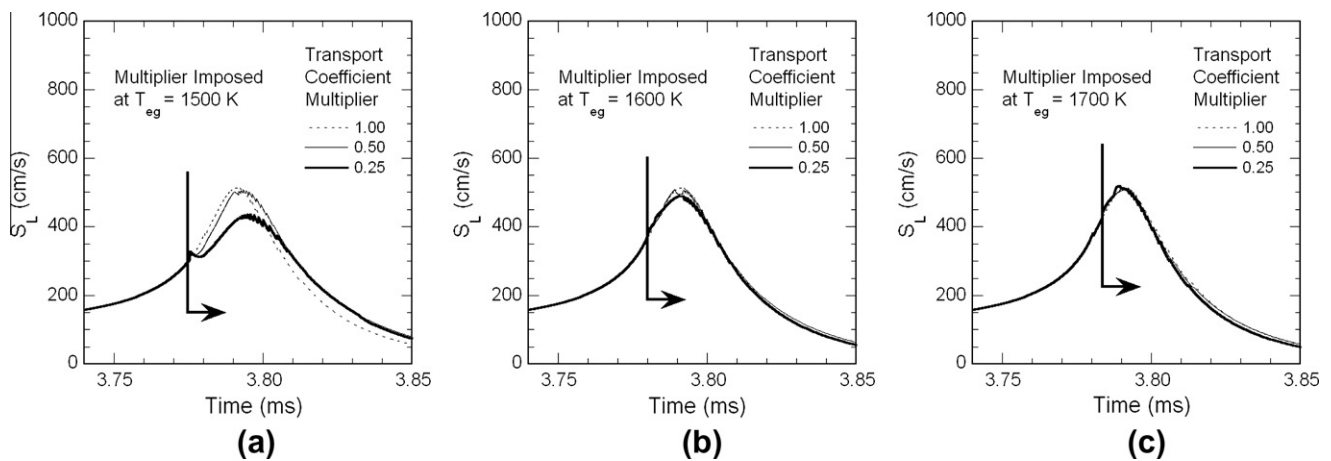 1000
800
600
400
200
0
S_L (cm/s)
Multiplier Imposed
at T_eg = 1500 K
Transport
Coefficient
Multiplier
1.00
0.50
0.25
3.75 3.80 3.85
Time (ms)
(a)
1000
800
600
400
200
0
S_L (cm/s)
Multiplier Imposed
at T_eg = 1600 K
Transport
Coefficient
Multiplier
1.00
0.50
0.25
3.75 3.80 3.85
Time (ms)
(b)
1000
800
600
400
200
0
S_L (cm/s)
Multiplier Imposed
at T_eg = 1700 K
Transport
Coefficient
Multiplier
1.00
0.50
0.25
3.75 3.80 3.85
Time (ms)
(c)